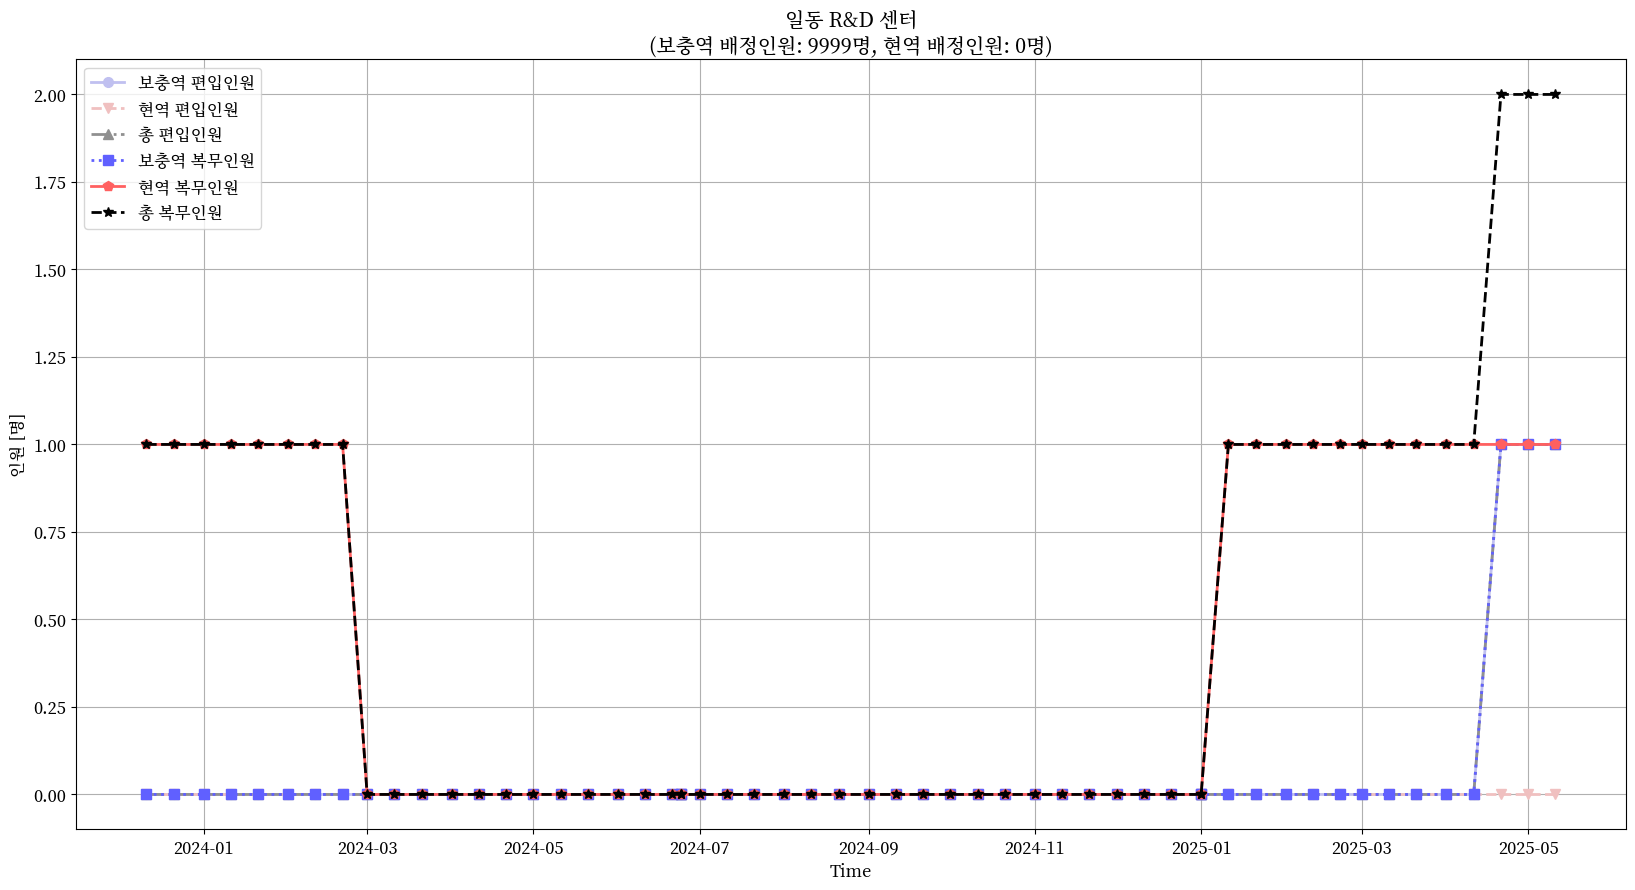 일동 R&D 센터
(보충역 배정인원: 9999명, 현역 배정인원: 0명)
보충역 편입인원
현역 편입인원
총 편입인원
보충역 복무인원
현역 복무인원
총 복무인원
인원 [명]
2.00
1.75
1.50
1.25
1.00
0.75
0.50
0.25
0.00
2024-01
2024-03
2024-05
2024-07
2024-09
2024-11
2025-01
2025-03
2025-05
Time